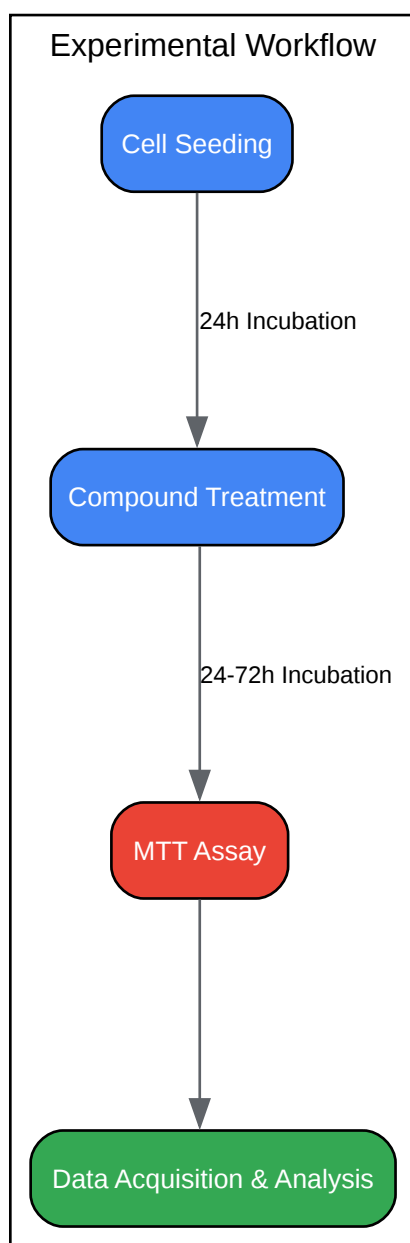 Experimental Workflow
Cell Seeding
24h Incubation
Compound Treatment
24-72h Incubation
MTT Assay
Data Acquisition & Analysis